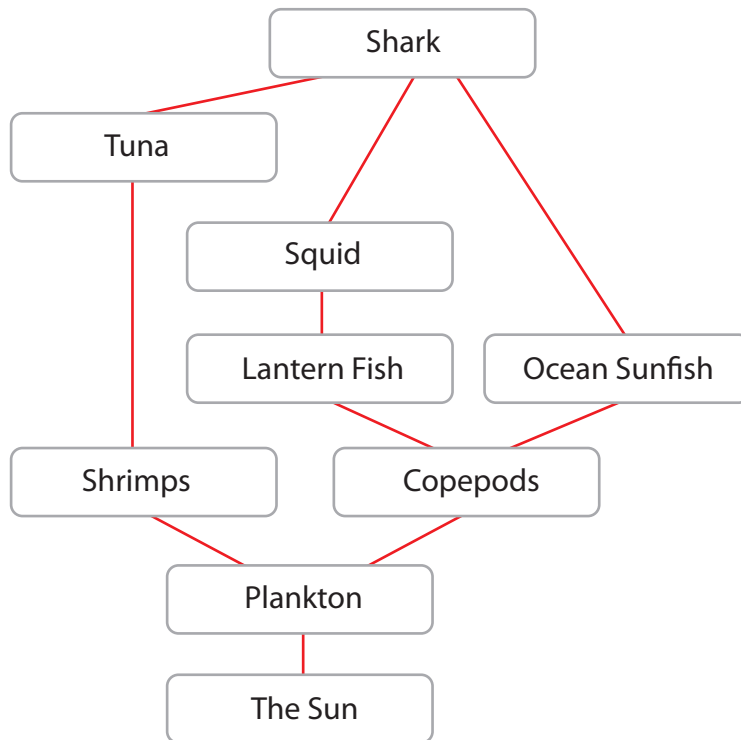 Shark
Tuna
Squid
Lantern Fish
Ocean Sunfish
Shrimps
Copepods
Plankton
The Sun